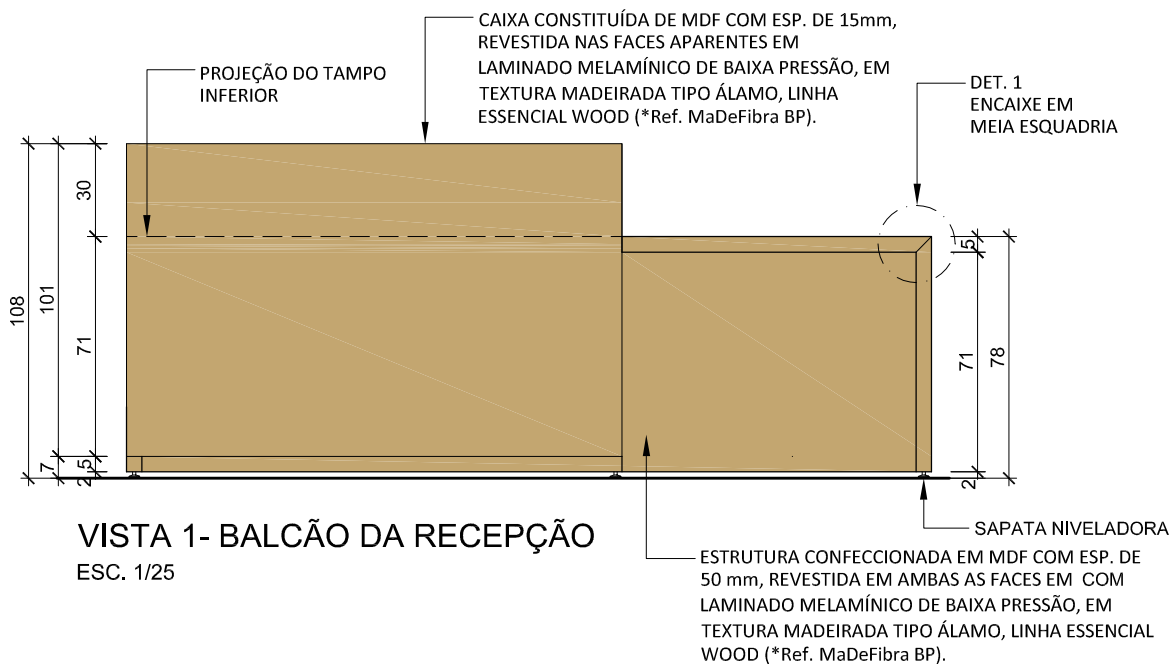 CAIXA CONSTITUÍDA DE MDF COM ESP. DE 15mm,
REVESTIDA NAS FACES APARENTES EM
LAMINADO MELAMÍNICO DE BAIXA PRESSÃO, EM
TEXTURA MADEIRADA TIPO ÁLAMO, LINHA
ESSENCIAL WOOD (*Ref. MaDeFibra BP).
PROJEÇÃO DO TAMPO
INFERIOR
DET. 1
ENCAIXE EM
MEIA ESQUADRIA
108
101
7
30
71
5
2
5
71
2
78
VISTA 1- BALCÃO DA RECEPÇÃO
ESC. 1/25
SAPATA NIVELADORA
ESTRUTURA CONFECCIONADA EM MDF COM ESP. DE
50 mm, REVESTIDA EM AMBAS AS FACES EM COM
LAMINADO MELAMÍNICO DE BAIXA PRESSÃO, EM
TEXTURA MADEIRADA TIPO ÁLAMO, LINHA ESSENCIAL
WOOD (*Ref. MaDeFibra BP).